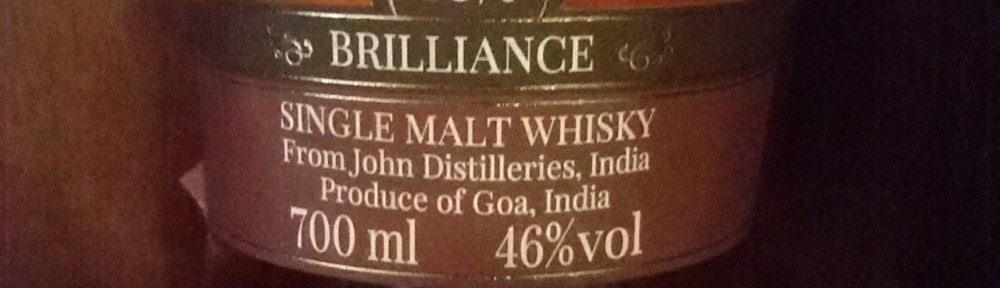 BRILLIANCE
SINGLE MALT WHISKY
From John Distilleries, India
Produce of Goa, India
700 ml 46%vol